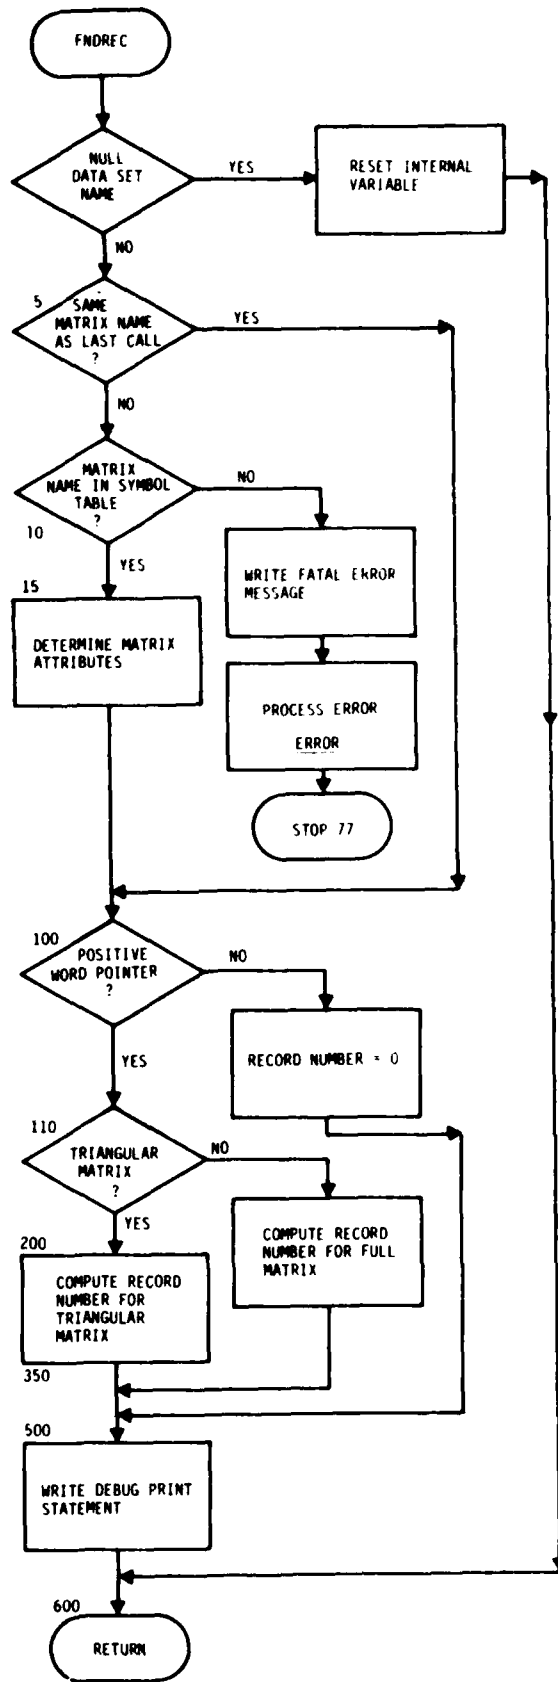 FNDREC
NULL
DATA SET
NAME
YES
RESET INTERNAL
VARIABLE
NO
5
SAME
MATRIX NAME
AS LAST CALL
?
YES
NO
MATRIX
NAME IN SYMBOL
TABLE
?
NO
10
YES
WRITE FATAL ERROR
MESSAGE
15
DETERMINE MATRIX
ATTRIBUTES
PROCESS ERROR
ERROR
STOP 77
100
POSITIVE
WORD POINTER
?
NO
YES
RECORD NUMBER = 0
110
TRIANGULAR
MATRIX
?
NO
YES
COMPUTE RECORD
NUMBER FOR FULL
MATRIX
200
COMPUTE RECORD
NUMBER FOR
TRIANGULAR
MATRIX
350
500
WRITE DEBUG PRINT
STATEMENT
600
RETURN